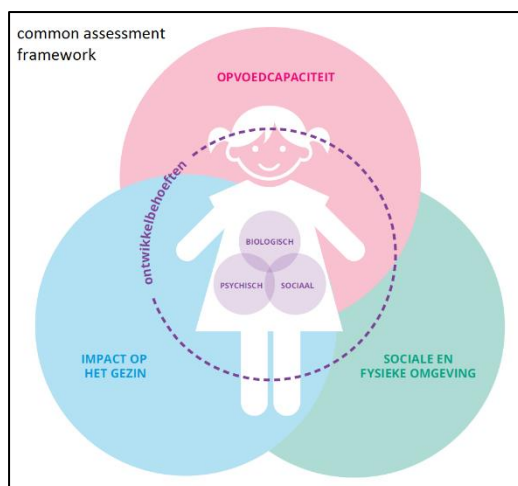 common assessment
framework
OPVOEDCAPACITEIT
ontwikkelbehoeften
BIOLOGISCH
PSYCHISCH
SOCIAAL
IMPACT OP
HET GEZIN
SOCIALE EN
FYSIEKE OMGEVING